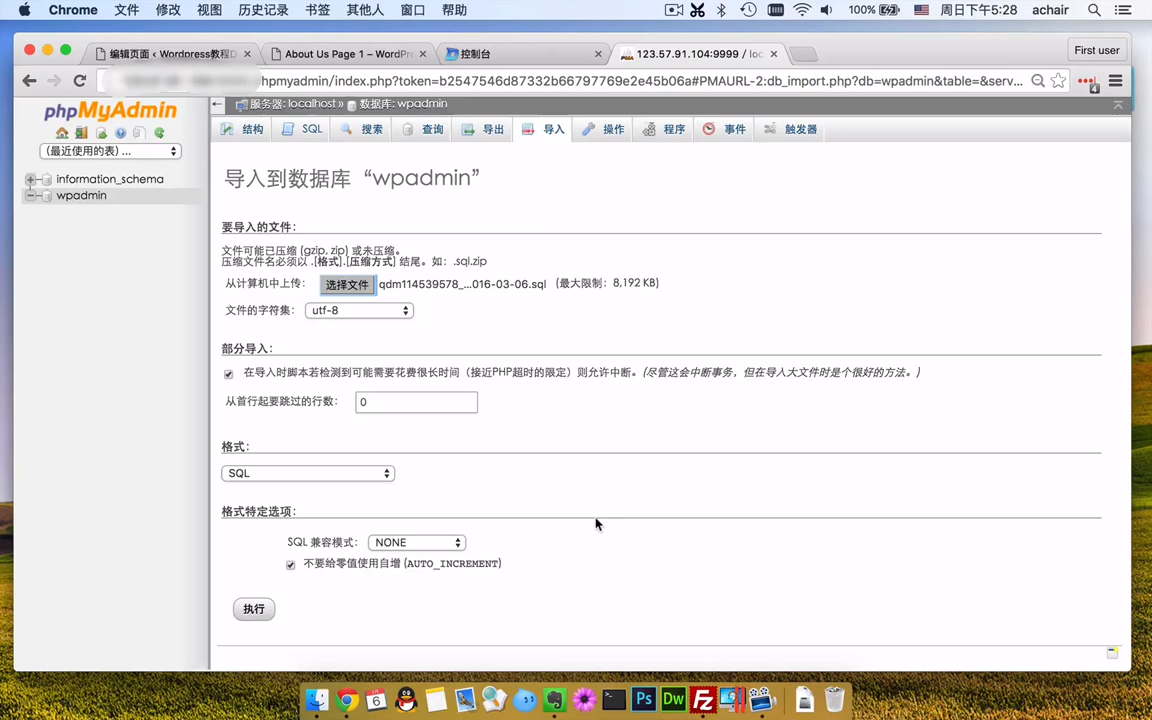 Chrome 文件 修改 视图 历史记录 书签 其他人 窗口 帮助 100% 周日下午5:28 achair
编辑页面 ‹ Wordpress教程D × About Us Page 1 – WordPre × 控制台 × 123.57.91.104:9999 / loc × First user
hpmyadmin/index.php?token=b2547546d87332b66797769e2e45b06a#PMAURL-2:db_import.php?db=wpadmin&table=&serv... 4
phpMyAdmin
(最近使用的表) ...
information_schema
wpadmin
服务器: localhost » 数据库: wpadmin
结构 SQL 搜索 查询 导出 导入 操作 程序 事件 触发器
导入到数据库 “wpadmin”
要导入的文件:
文件可能已压缩 (gzip, zip) 或未压缩。
压缩文件名必须以 .[格式].[压缩方式] 结尾。如: .sql.zip
从计算机中上传: 选择文件 qdm114539578_...016-03-06.sql (最大限制: 8,192 KB)
文件的字符集: utf-8
部分导入:
在导入时脚本若检测到可能需要花费很长时间（接近PHP超时的限定）则允许中断。(尽管这会中断事务，但在导入大文件时是个很好的方法。)
从首行起要跳过的行数: 0
格式:
SQL
格式特定选项:
SQL 兼容模式: NONE
不要给零值使用自增 (AUTO_INCREMENT)
执行
Ps Dw Fz